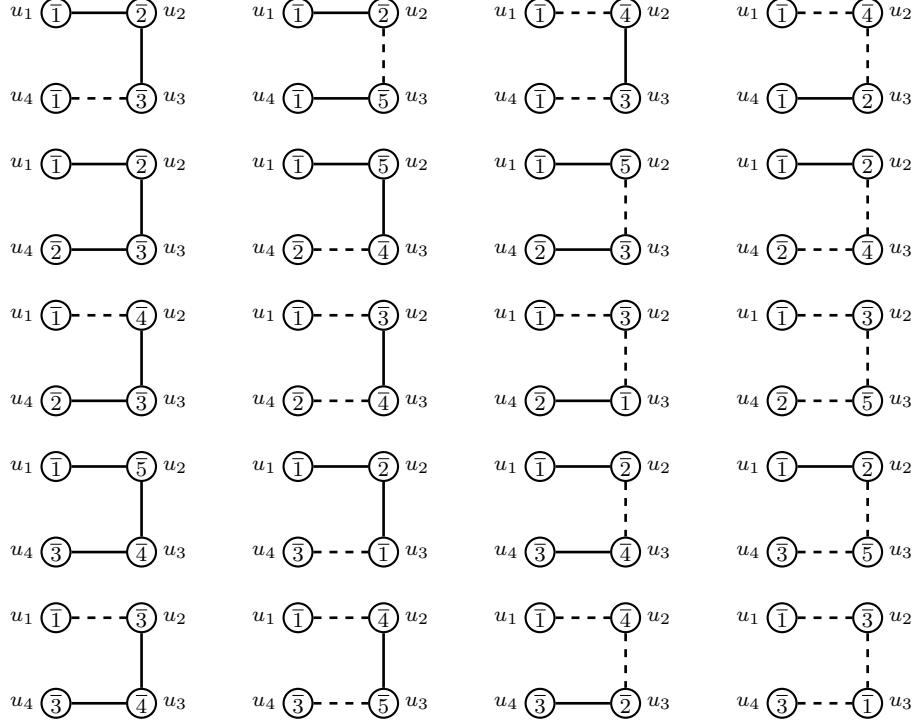 u₁ 1̅ 2̅ u₂ u₁ 1̅ 2̅ u₂ u₁ 1̅ 4̅ u₂ u₁ 1̅ 4̅ u₂
u₄ 1̅ 3̅ u₃ u₄ 1̅ 5̅ u₃ u₄ 1̅ 3̅ u₃ u₄ 1̅ 2̅ u₃
u₁ 1̅ 2̅ u₂ u₁ 1̅ 5̅ u₂ u₁ 1̅ 5̅ u₂ u₁ 1̅ 2̅ u₂
u₄ 2̅ 3̅ u₃ u₄ 2̅ 4̅ u₃ u₄ 2̅ 3̅ u₃ u₄ 2̅ 4̅ u₃
u₁ 1̅ 4̅ u₂ u₁ 1̅ 3̅ u₂ u₁ 1̅ 3̅ u₂ u₁ 1̅ 3̅ u₂
u₄ 2̅ 3̅ u₃ u₄ 2̅ 4̅ u₃ u₄ 2̅ 1̅ u₃ u₄ 2̅ 5̅ u₃
u₁ 1̅ 5̅ u₂ u₁ 1̅ 2̅ u₂ u₁ 1̅ 2̅ u₂ u₁ 1̅ 2̅ u₂
u₄ 3̅ 4̅ u₃ u₄ 3̅ 1̅ u₃ u₄ 3̅ 4̅ u₃ u₄ 3̅ 5̅ u₃
u₁ 1̅ 3̅ u₂ u₁ 1̅ 4̅ u₂ u₁ 1̅ 4̅ u₂ u₁ 1̅ 3̅ u₂
u₄ 3̅ 4̅ u₃ u₄ 3̅ 5̅ u₃ u₄ 3̅ 2̅ u₃ u₄ 3̅ 1̅ u₃